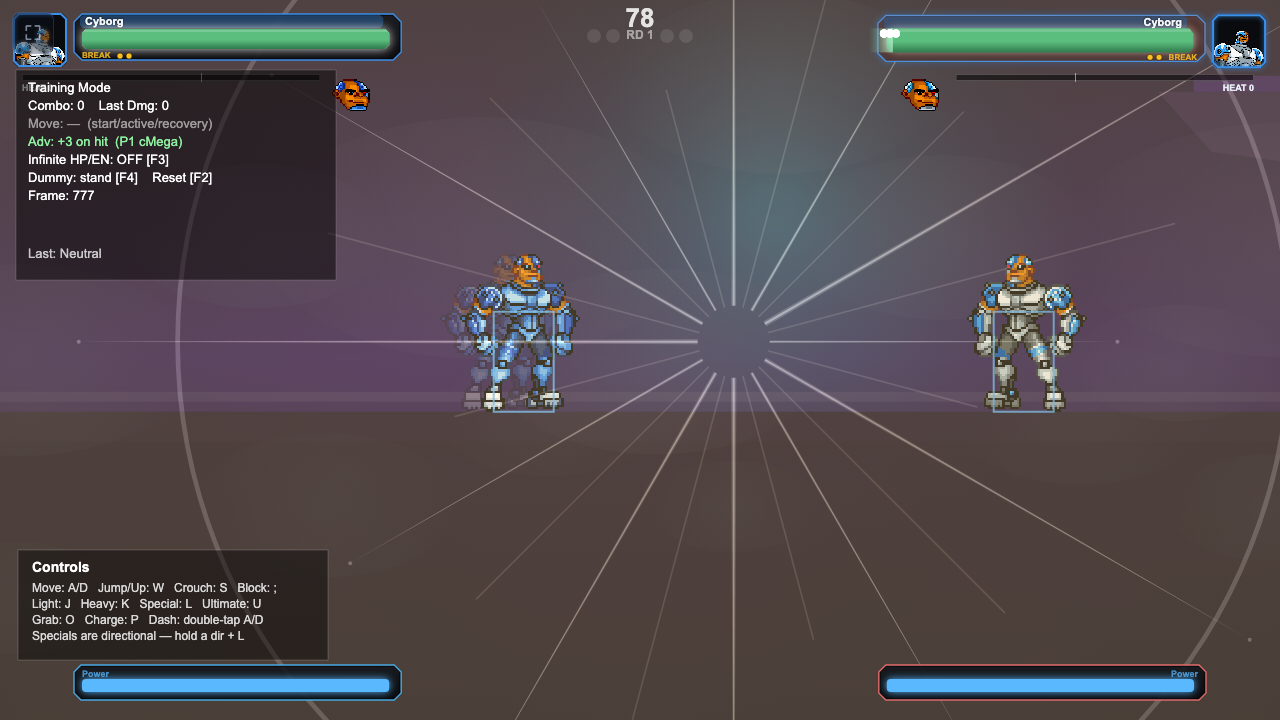 Cyborg
BREAK
78
RD 1
Cyborg
BREAK
HEAT 0
Training Mode
Combo: 0 Last Dmg: 0
Move: — (start/active/recovery)
Adv: +3 on hit (P1 cMega)
Infinite HP/EN: OFF [F3]
Dummy: stand [F4] Reset [F2]
Frame: 777
Last: Neutral
Controls
Move: A/D Jump/Up: W Crouch: S Block: ;
Light: J Heavy: K Special: L Ultimate: U
Grab: O Charge: P Dash: double-tap A/D
Specials are directional — hold a dir + L
Power
Power